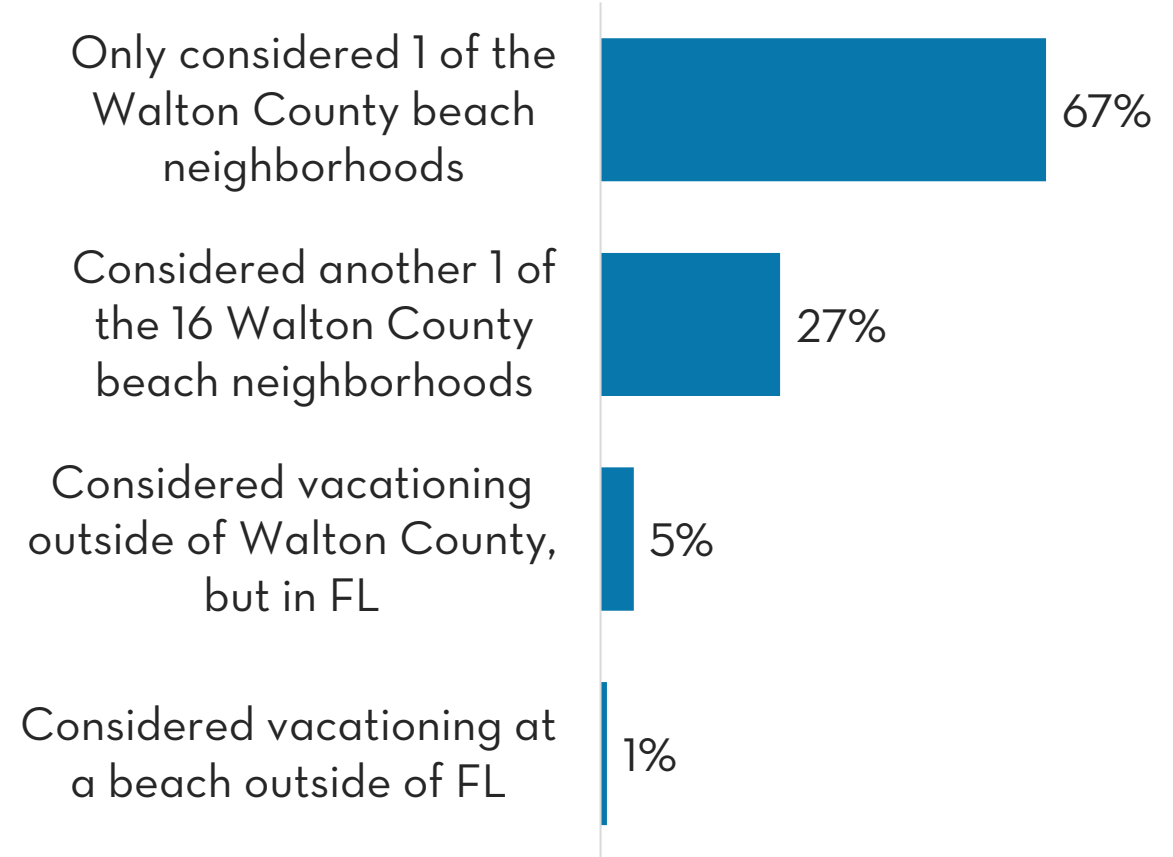 Only considered 1 of the
Walton County beach
neighborhoods
67%
Considered another 1 of
the 16 Walton County
beach neighborhoods
27%
Considered vacationing
outside of Walton County,
but in FL
5%
Considered vacationing at
a beach outside of FL
1%